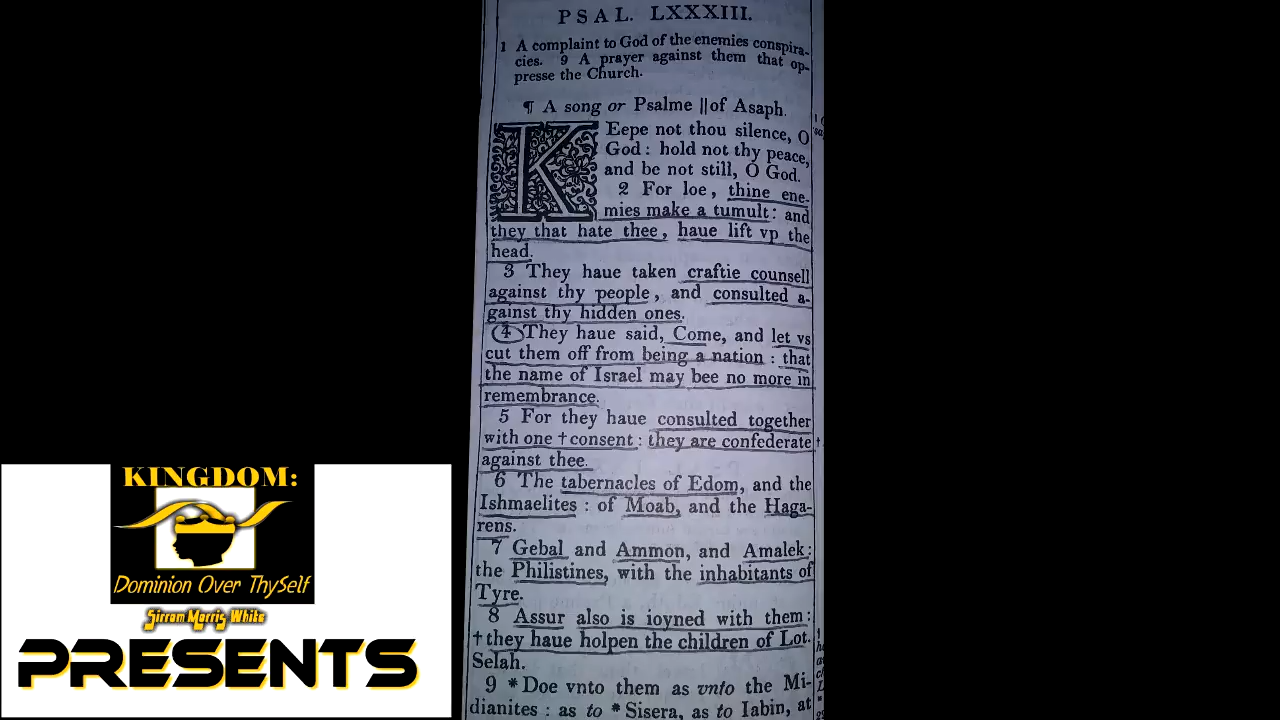 PSAL. LXXXIII.
1 A complaint to God of the enemies conspira-
cies. 9 A prayer against them that op-
presse the Church.
¶ A song or Psalme || of Asaph.
KEepe not thou silence, O
God: hold not thy peace,
and be not still, O God.
2 For loe, thine ene-
mies make a tumult: and
they that hate thee, haue lift vp the
head.
3 They haue taken craftie counsell
against thy people, and consulted a-
gainst thy hidden ones.
4 They haue said, Come, and let vs
cut them off from being a nation: that
the name of Israel may bee no more in
remembrance.
5 For they haue consulted together
with one † consent: they are confederate
against thee.
6 The tabernacles of Edom, and the
Ishmaelites: of Moab, and the Haga-
rens.
7 Gebal and Ammon, and Amalek:
the Philistines, with the inhabitants of
Tyre.
8 Assur also is ioyned with them:
† they haue holpen the children of Lot.
Selah.
9 * Doe vnto them as vnto the Mi-
dianites: as to * Sisera, as to Iabin, at
KINGDOM:
Dominion Over ThySelf
Sirrom Morris White
PRESENTS